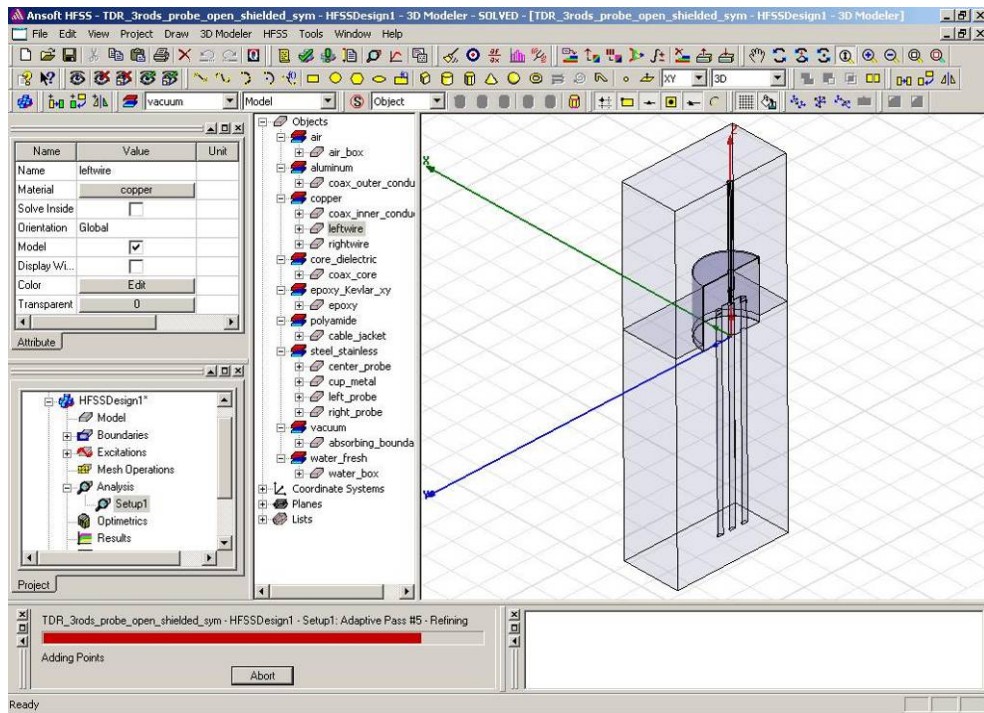 Ansoft HFSS - TDR_3rods_probe_open_shielded_sym - HFSSDesign1 - 3D Modeler - SOLVED - [TDR_3rods_probe_open_shielded_sym - HFSSDesign1 - 3D Modeler]
File Edit View Project Draw 3D Modeler HFSS Tools Window Help
XY 3D
vacuum Model Object
Name Value Unit
Name leftwire
Material copper
Solve Inside
Orientation Global
Model
Display Wi...
Color Edit
Transparent 0
Attribute
HFSSDesign1*
Model
Boundaries
Excitations
Mesh Operations
Analysis
Setup1
Optimetrics
Results
Project
Objects
air
air_box
aluminum
coax_outer_condu
copper
coax_inner_condu
leftwire
rightwire
core_dielectric
coax_core
epoxy_Kevlar_xy
epoxy
polyamide
cable_jacket
steel_stainless
center_probe
cup_metal
left_probe
right_probe
vacuum
absorbing_bounda
water_fresh
water_box
Coordinate Systems
Planes
Lists
Z
X
Y
TDR_3rods_probe_open_shielded_sym - HFSSDesign1 - Setup1: Adaptive Pass #5 - Refining
Adding Points
Abort
Ready